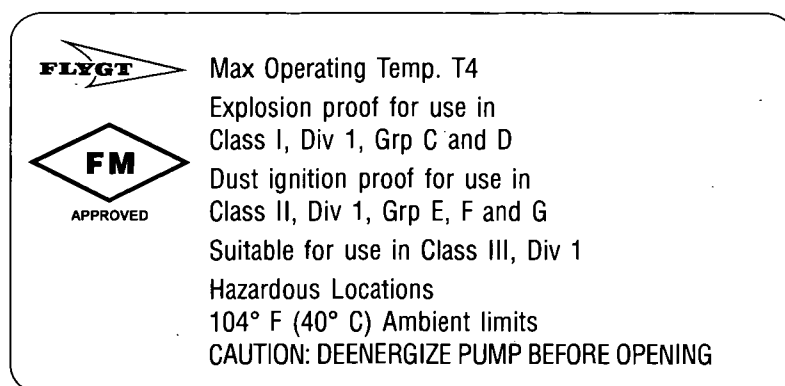 FLYGT
Max Operating Temp. T4
Explosion proof for use in
Class I, Div 1, Grp C and D
FM
APPROVED
Dust ignition proof for use in
Class II, Div 1, Grp E, F and G
Suitable for use in Class III, Div 1
Hazardous Locations
104° F (40° C) Ambient limits
CAUTION: DEENERGIZE PUMP BEFORE OPENING